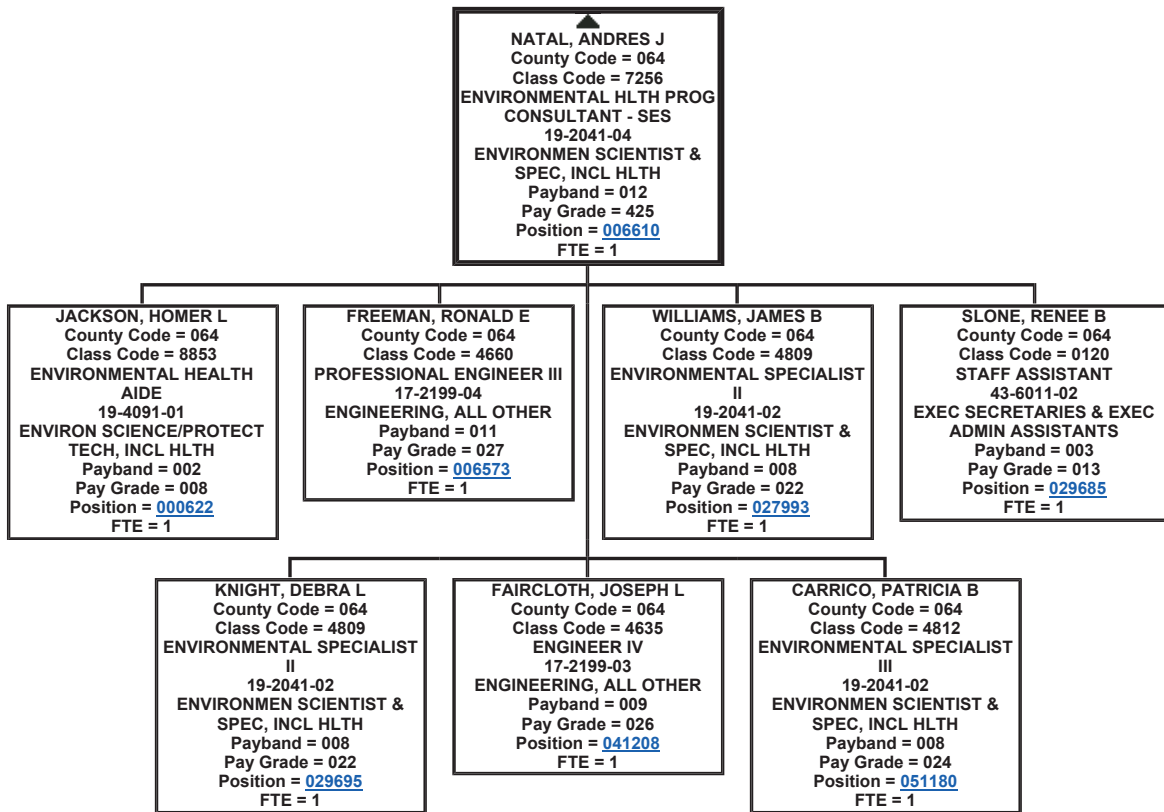 NATAL, ANDRES J
County Code = 064
Class Code = 7256
ENVIRONMENTAL HLTH PROG
CONSULTANT - SES
19-2041-04
ENVIRONMEN SCIENTIST &
SPEC, INCL HLTH
Payband = 012
Pay Grade = 425
Position = 006610
FTE = 1
JACKSON, HOMER L
County Code = 064
Class Code = 8853
ENVIRONMENTAL HEALTH
AIDE
19-4091-01
ENVIRON SCIENCE/PROTECT
TECH, INCL HLTH
Payband = 002
Pay Grade = 008
Position = 000622
FTE = 1
FREEMAN, RONALD E
County Code = 064
Class Code = 4660
PROFESSIONAL ENGINEER III
17-2199-04
ENGINEERING, ALL OTHER
Payband = 011
Pay Grade = 027
Position = 006573
FTE = 1
WILLIAMS, JAMES B
County Code = 064
Class Code = 4809
ENVIRONMENTAL SPECIALIST
II
19-2041-02
ENVIRONMEN SCIENTIST &
SPEC, INCL HLTH
Payband = 008
Pay Grade = 022
Position = 027993
FTE = 1
SLONE, RENEE B
County Code = 064
Class Code = 0120
STAFF ASSISTANT
43-6011-02
EXEC SECRETARIES & EXEC
ADMIN ASSISTANTS
Payband = 003
Pay Grade = 013
Position = 029685
FTE = 1
KNIGHT, DEBRA L
County Code = 064
Class Code = 4809
ENVIRONMENTAL SPECIALIST
II
19-2041-02
ENVIRONMEN SCIENTIST &
SPEC, INCL HLTH
Payband = 008
Pay Grade = 022
Position = 029695
FTE = 1
FAIRCLOTH, JOSEPH L
County Code = 064
Class Code = 4635
ENGINEER IV
17-2199-03
ENGINEERING, ALL OTHER
Payband = 009
Pay Grade = 026
Position = 041208
FTE = 1
CARRICO, PATRICIA B
County Code = 064
Class Code = 4812
ENVIRONMENTAL SPECIALIST
III
19-2041-02
ENVIRONMEN SCIENTIST &
SPEC, INCL HLTH
Payband = 008
Pay Grade = 024
Position = 051180
FTE = 1